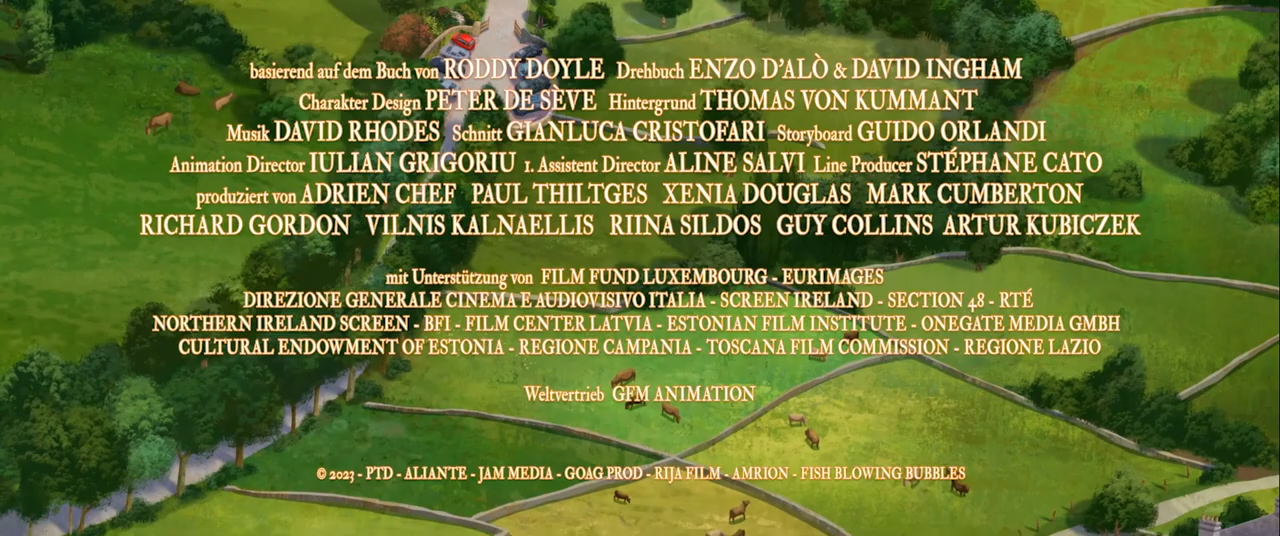 basierend auf dem Buch von RODDY DOYLE Drehbuch ENZO D'ALÒ & DAVID INGHAM
Charakter Design PETER DE SÈVE Hintergrund THOMAS VON KUMMANT
Musik DAVID RHODES Schnitt GIANLUCA CRISTOFARI Storyboard GUIDO ORLANDI
Animation Director IULIAN GRIGORIU 1. Assistent Director ALINE SALVI Line Producer STÉPHANE CATO
produziert von ADRIEN CHEF PAUL THILTGES XENIA DOUGLAS MARK CUMBERTON
RICHARD GORDON VILNIS KALNAELLIS RIINA SILDOS GUY COLLINS ARTUR KUBICZEK
mit Unterstützung von FILM FUND LUXEMBOURG - EURIMAGES
DIREZIONE GENERALE CINEMA E AUDIOVISIVO ITALIA - SCREEN IRELAND - SECTION 48 - RTÉ
NORTHERN IRELAND SCREEN - BFI - FILM CENTER LATVIA - ESTONIAN FILM INSTITUTE - ONEGATE MEDIA GMBH
CULTURAL ENDOWMENT OF ESTONIA - REGIONE CAMPANIA - TOSCANA FILM COMMISSION - REGIONE LAZIO
Weltvertrieb GFM ANIMATION
© 2023 - PTD - ALIANTE - JAM MEDIA - GOAG PROD - RIJA FILM - AMRION - FISH BLOWING BUBBLES